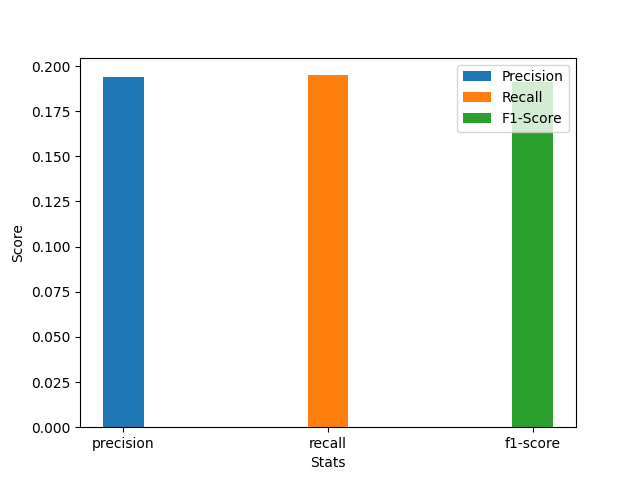 0.200
0.175
0.150
0.125
0.100
0.075
0.050
0.025
0.000
Score
Precision
Recall
F1-Score
precision recall f1-score
Stats